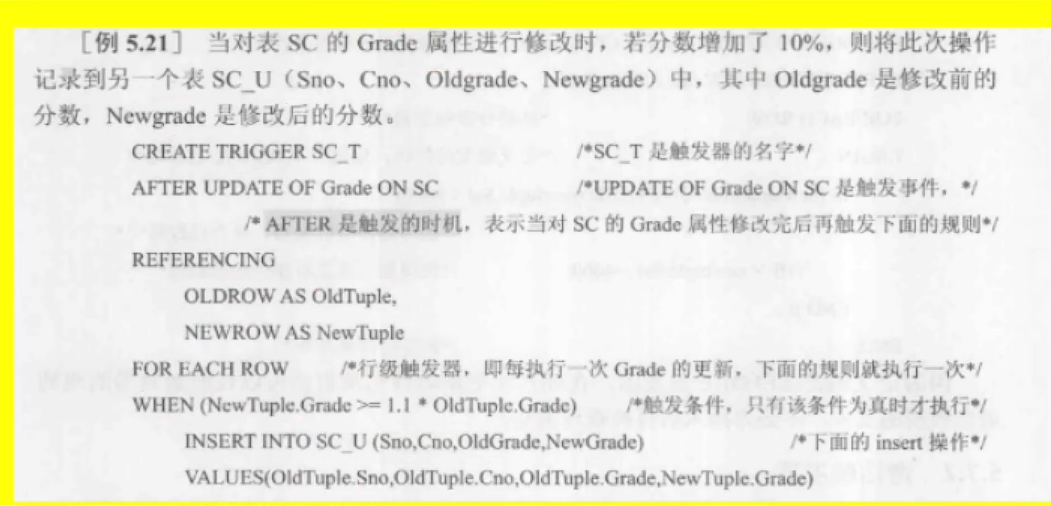 ［例 5.21］ 当对表 SC 的 Grade 属性进行修改时，若分数增加了 10%，则将此次操作
记录到另一个表 SC_U（Sno、Cno、Oldgrade、Newgrade）中，其中 Oldgrade 是修改前的
分数，Newgrade 是修改后的分数。
CREATE TRIGGER SC_T /*SC_T 是触发器的名字*/
AFTER UPDATE OF Grade ON SC /*UPDATE OF Grade ON SC 是触发事件，*/
/* AFTER 是触发的时机，表示当对 SC 的 Grade 属性修改完后再触发下面的规则*/
REFERENCING
OLDROW AS OldTuple,
NEWROW AS NewTuple
FOR EACH ROW /*行级触发器，即每执行一次 Grade 的更新，下面的规则就执行一次*/
WHEN (NewTuple.Grade >= 1.1 * OldTuple.Grade) /*触发条件，只有该条件为真时才执行*/
INSERT INTO SC_U (Sno,Cno,OldGrade,NewGrade) /*下面的 insert 操作*/
VALUES(OldTuple.Sno,OldTuple.Cno,OldTuple.Grade,NewTuple.Grade)